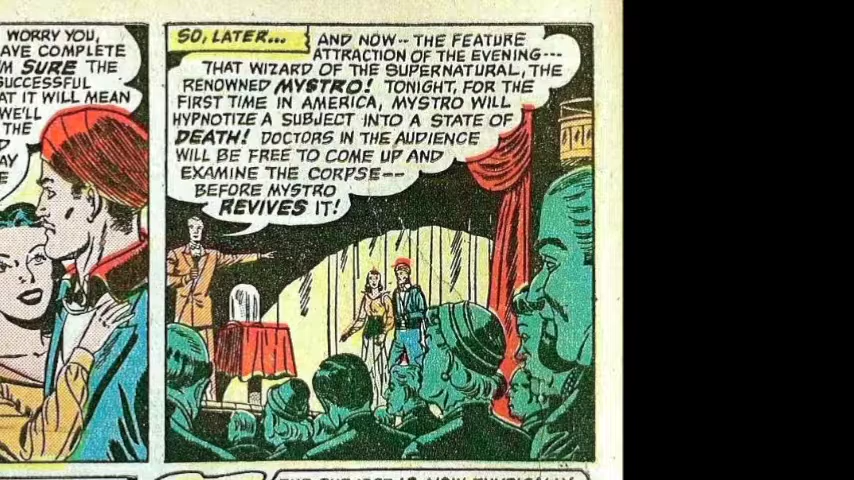 WORRY YOU,
AVE COMPLETE
'M SURE THE
SUCCESSFUL
AT IT WILL MEAN
WE'LL
THE
AY
SO, LATER...
AND NOW-- THE FEATURE
ATTRACTION OF THE EVENING---
THAT WIZARD OF THE SUPERNATURAL, THE
RENOWNED MYSTRO! TONIGHT, FOR THE
FIRST TIME IN AMERICA, MYSTRO WILL
HYPNOTIZE A SUBJECT INTO A STATE OF
DEATH! DOCTORS IN THE AUDIENCE
WILL BE FREE TO COME UP AND
EXAMINE THE CORPSE--
BEFORE MYSTRO
REVIVES IT!